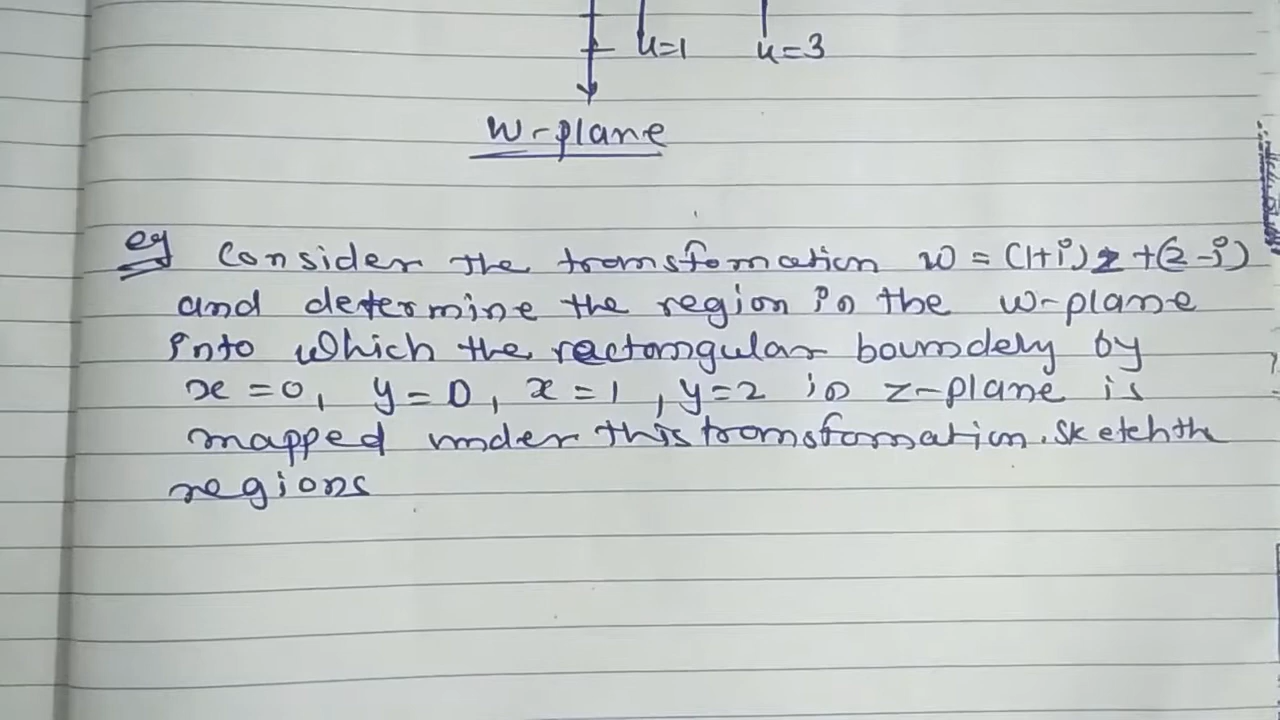 u=1 u=3
w-plane
eg Consider the transformation w = (1+i)z +(2-i)
and determine the region in the w-plane
into which the rectangular boundery by
x=0, y=0, x=1, y=2 in z-plane is
mapped under this transformation. Sketch the
regions